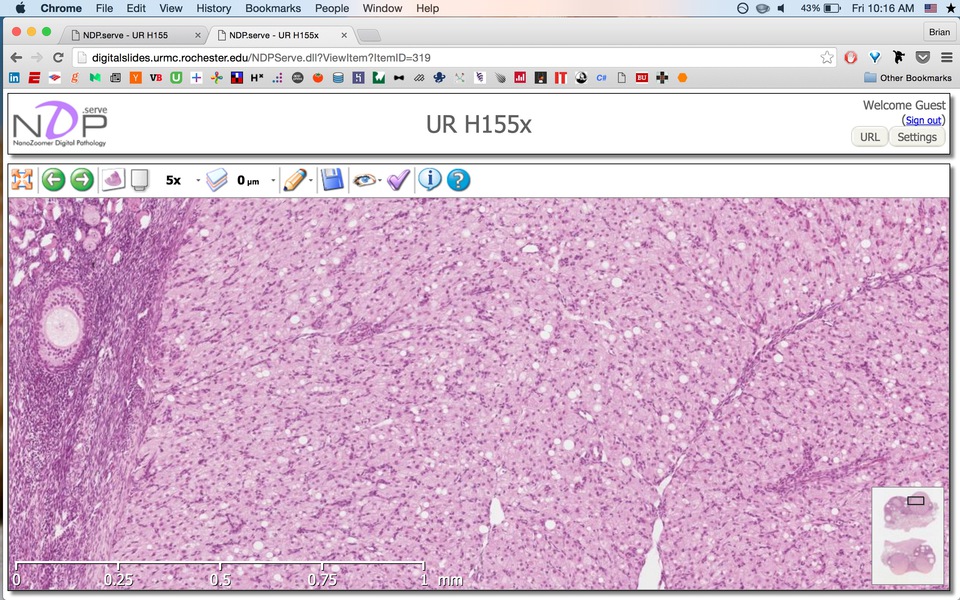 Chrome File Edit View History Bookmarks People Window Help 43% Fri 10:16 AM
NDP.serve - UR H155 NDP.serve - UR H155x Brian
digitalslides.urmc.rochester.edu/NDPServe.dll?ViewItem?ItemID=319
Other Bookmarks
NDP .serve
NanoZoomer Digital Pathology
UR H155x
Welcome Guest
(Sign out)
URL Settings
5x 0 µm
0 0.25 0.5 0.75 1 mm